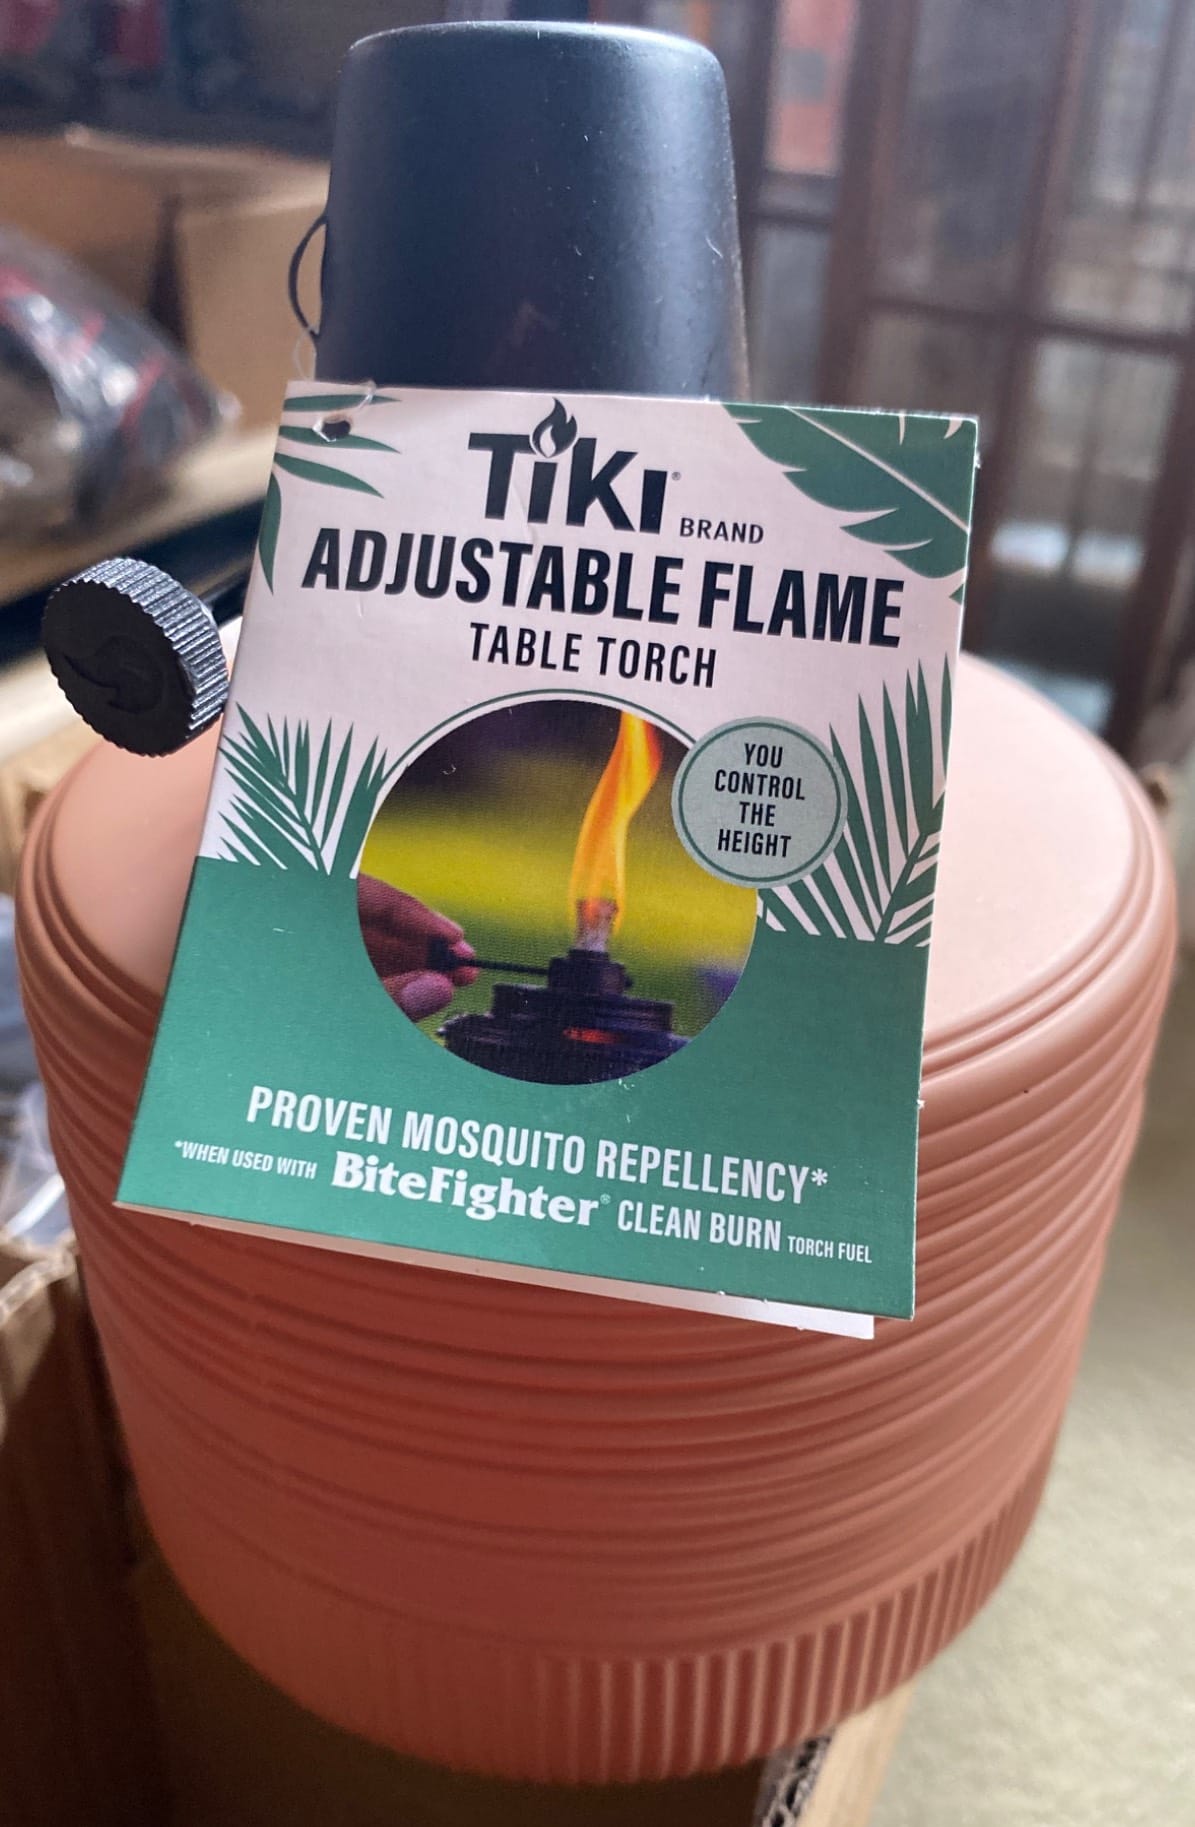 TiKi® BRAND
ADJUSTABLE FLAME
TABLE TORCH
YOU
CONTROL
THE
HEIGHT
PROVEN MOSQUITO REPELLENCY*
*WHEN USED WITH BiteFighter® CLEAN BURN TORCH FUEL